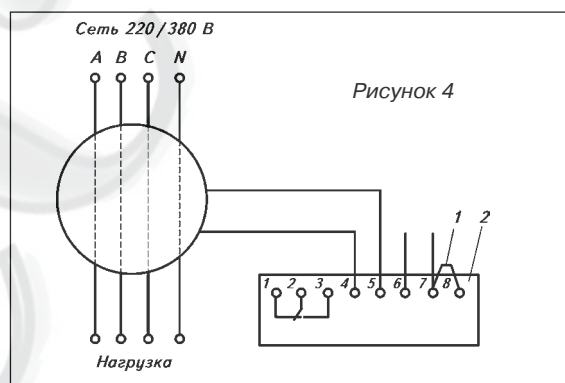 Сеть 220/380 В
A B C N
Рисунок 4
1 2
1 2 3 4 5 6 7 8
Нагрузка